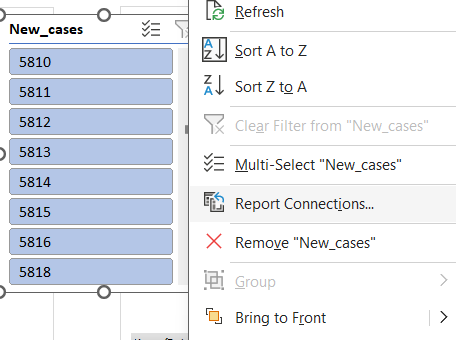 New_cases
5810
5811
5812
5813
5814
5815
5816
5818
Refresh
Sort A to Z
Sort Z to A
Clear Filter from "New_cases"
Multi-Select "New_cases"
Report Connections...
Remove "New_cases"
Group
Bring to Front